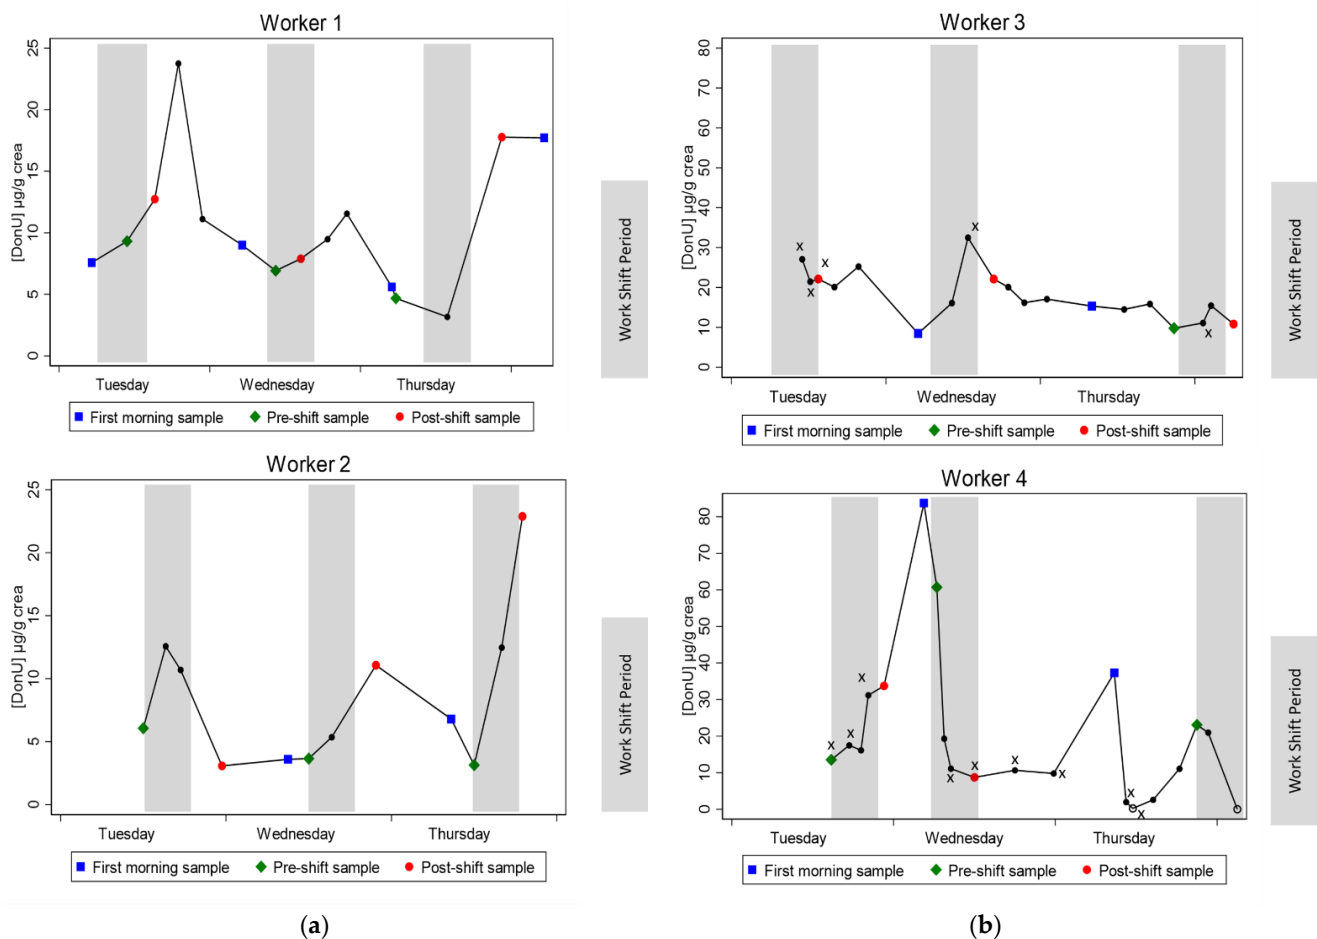 Worker 1
[DonU] µg/g crea
25
20
15
10
5
0
Tuesday
Wednesday
Thursday
First morning sample
Pre-shift sample
Post-shift sample
Work Shift Period
Worker 3
[DonU] µg/g crea
80
70
60
50
40
30
20
10
0
x
x
x
x
x
Tuesday
Wednesday
Thursday
First morning sample
Pre-shift sample
Post-shift sample
Work Shift Period
Worker 2
[DonU] µg/g crea
25
20
15
10
5
0
Tuesday
Wednesday
Thursday
First morning sample
Pre-shift sample
Post-shift sample
Work Shift Period
Worker 4
[DonU] µg/g crea
80
70
60
50
40
30
20
10
0
x
x
x
x
x
x
x
x
x
Tuesday
Wednesday
Thursday
First morning sample
Pre-shift sample
Post-shift sample
Work Shift Period
(a)
(b)